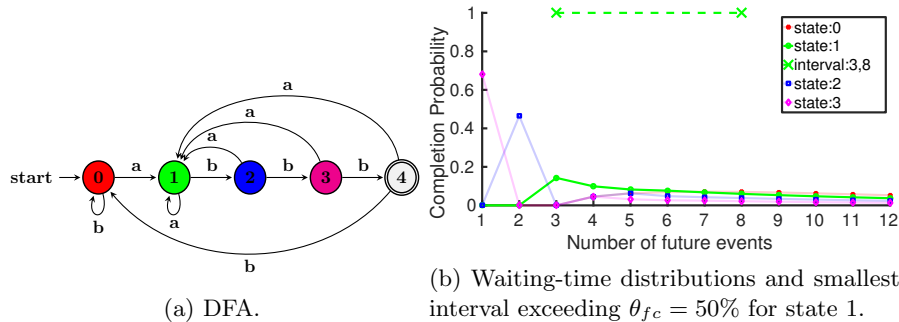 a
a
a
b
b
b
a
start
0
1
2
3
4
b
a
b
(a) DFA.
Completion Probability
1
0.8
0.6
0.4
0.2
0
1 2 3 4 5 6 7 8 9 10 11 12
Number of future events
state:0
state:1
interval:3,8
state:2
state:3
(b) Waiting-time distributions and smallest
interval exceeding θfc = 50% for state 1.